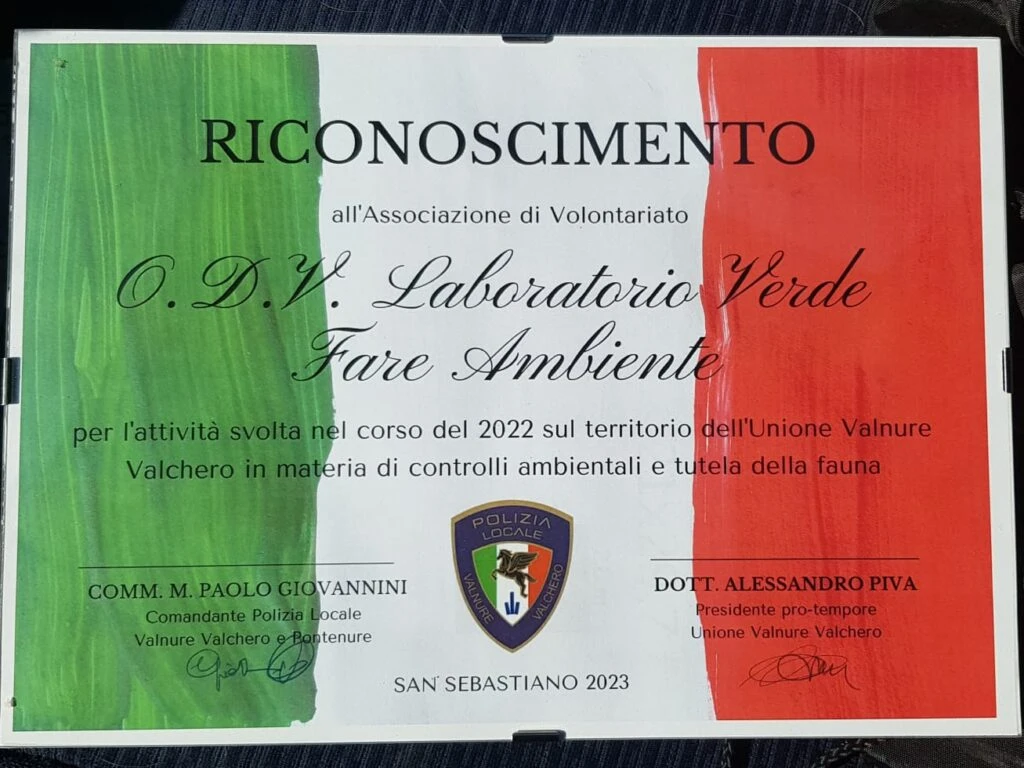 RICONOSCIMENTO
all'Associazione di Volontariato
O. D.V. Laboratorio Verde
Fare Ambiente
per l'attività svolta nel corso del 2022 sul territorio dell'Unione Valnure
Valchero in materia di controlli ambientali e tutela della fauna
POLIZIA
LOCALE
VALNURE
VALCHERO
COMM. M. PAOLO GIOVANNINI
Comandante Polizia Locale
Valnure Valchero e Pontenure
DOTT. ALESSANDRO PIVA
Presidente pro-tempore
Unione Valnure Valchero
SAN SEBASTIANO 2023